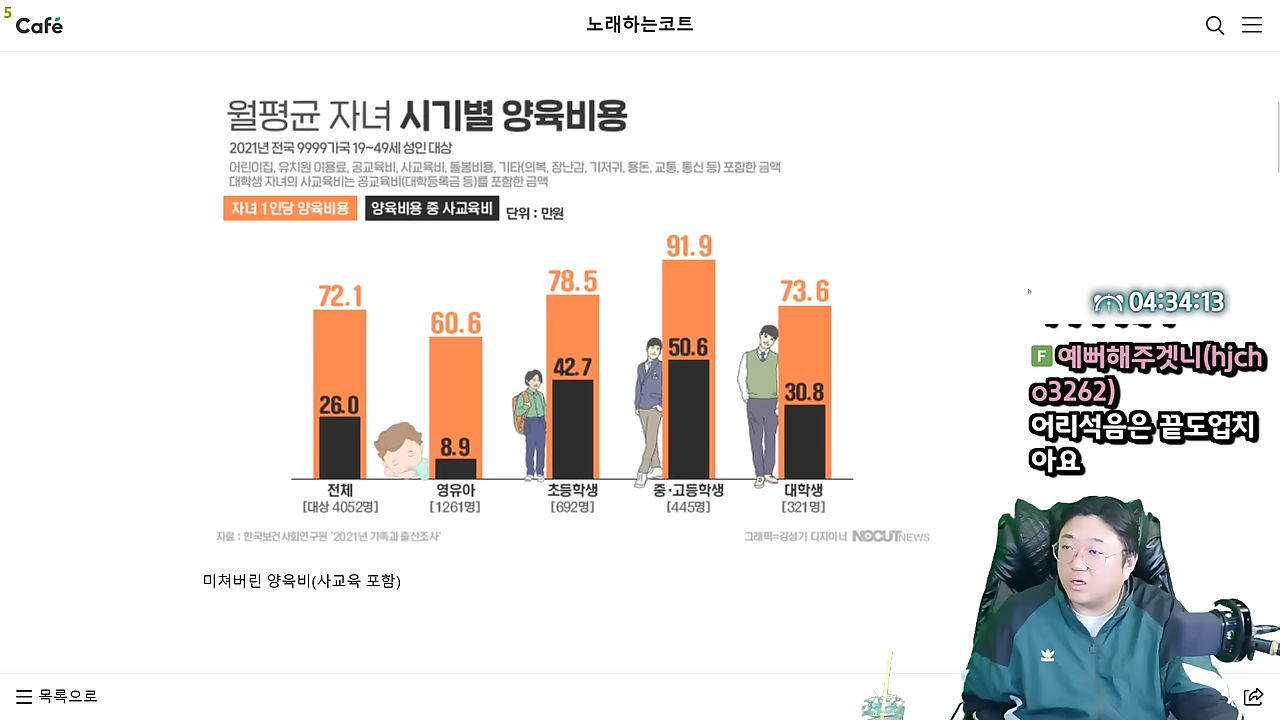 5
Café
노래하는코트
월평균 자녀 시기별 양육비용
2021년 전국 9999가국 19~49세 성인 대상
어린이집, 유치원 이용료, 공교육비, 사교육비, 돌봄비용, 기타(의복, 장난감, 기저귀, 용돈, 교통, 통신 등) 포함한 금액
대학생 자녀의 사교육비는 공교육비(대학등록금 등)를 포함한 금액
자녀 1인당 양육비용 양육비용 중 사교육비 단위 : 만원
72.1 60.6 78.5 91.9 73.6
26.0 8.9 42.7 50.6 30.8
전체 영유아 초등학생 중·고등학생 대학생
[대상 4052명] [1261명] [692명] [445명] [321명]
자료 : 한국보건사회연구원 '2021년 가족과 출산조사'
그래픽=김성기 디자이너 NOCUTNEWS
미쳐버린 양육비(사교육 포함)
04:34:13
F 예뻐해주겟니(hjch
o3262)
어리석음은 끝도업치
아요
목록으로